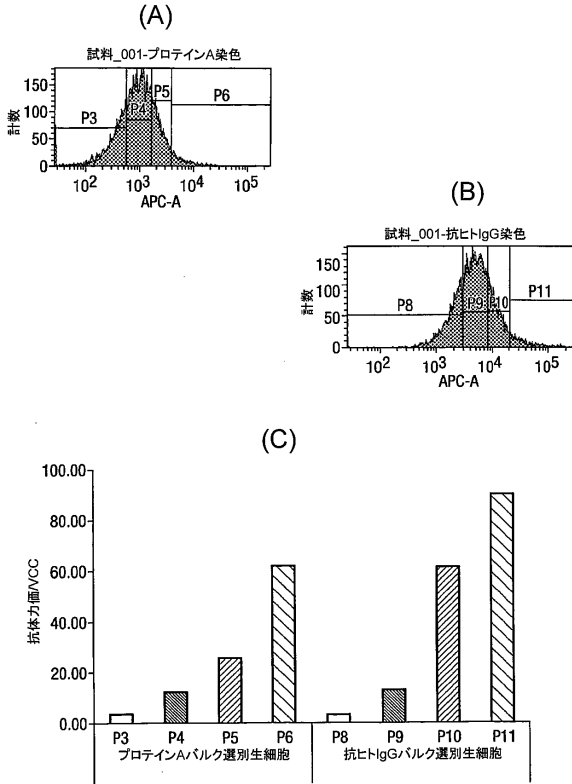 (A)
試料_001-プロテインA染色
計数
150
100
50
0
P3
P4
P5
P6
10² 10³ 10⁴ 10⁵
APC-A
(B)
試料_001-抗ヒトIgG染色
計数
150
100
50
0
P8
P9
P10
P11
10² 10³ 10⁴ 10⁵
APC-A
(C)
抗体力価/VCC
100.00
80.00
60.00
40.00
20.00
0.00
P3 P4 P5 P6 P8 P9 P10 P11
プロテインAバルク選別生細胞 抗ヒトIgGバルク選別生細胞